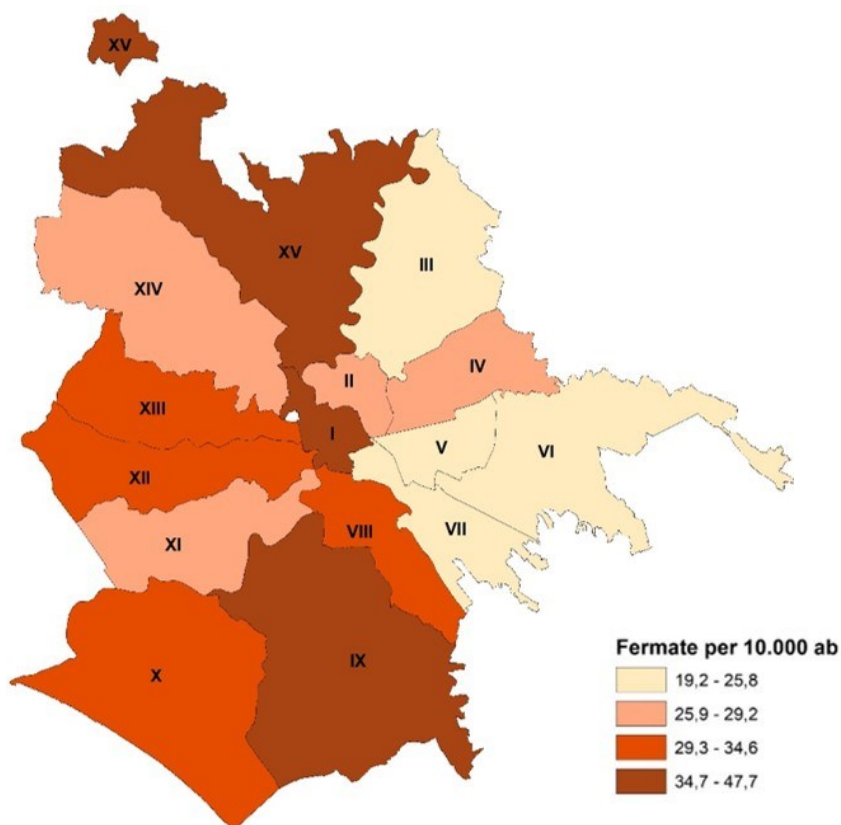 XV
XV
III
XIV
IV
II
XIII
I
V
VI
XII
VIII
VII
XI
IX
X
Fermate per 10.000 ab
19,2 - 25,8
25,9 - 29,2
29,3 - 34,6
34,7 - 47,7